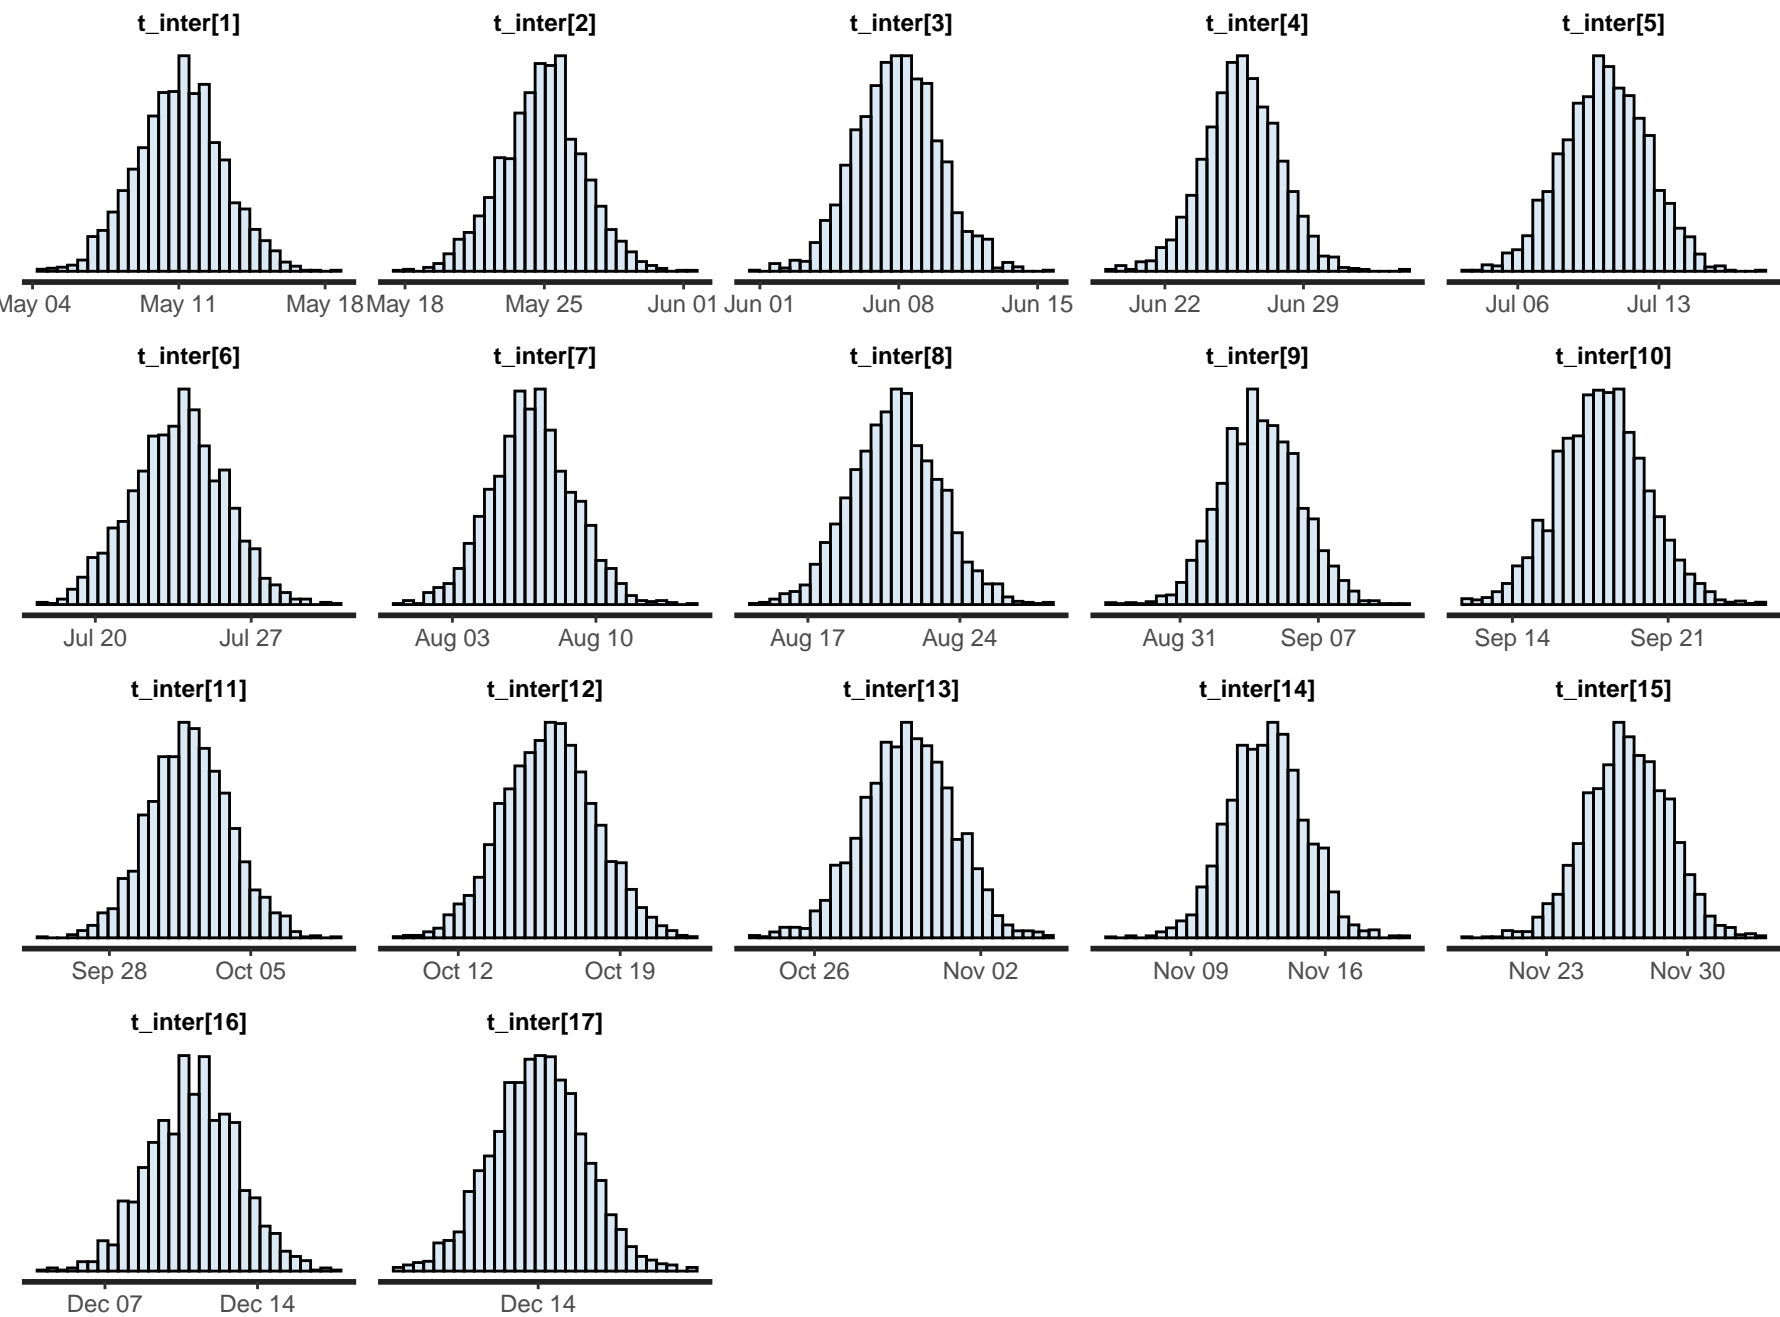 t_inter[1] t_inter[2] t_inter[3] t_inter[4] t_inter[5]
May 04 May 11 May 18 May 18 May 25 Jun 01 Jun 01 Jun 08 Jun 15 Jun 22 Jun 29 Jul 06 Jul 13
t_inter[6] t_inter[7] t_inter[8] t_inter[9] t_inter[10]
Jul 20 Jul 27 Aug 03 Aug 10 Aug 17 Aug 24 Aug 31 Sep 07 Sep 14 Sep 21
t_inter[11] t_inter[12] t_inter[13] t_inter[14] t_inter[15]
Sep 28 Oct 05 Oct 12 Oct 19 Oct 26 Nov 02 Nov 09 Nov 16 Nov 23 Nov 30
t_inter[16] t_inter[17]
Dec 07 Dec 14 Dec 14